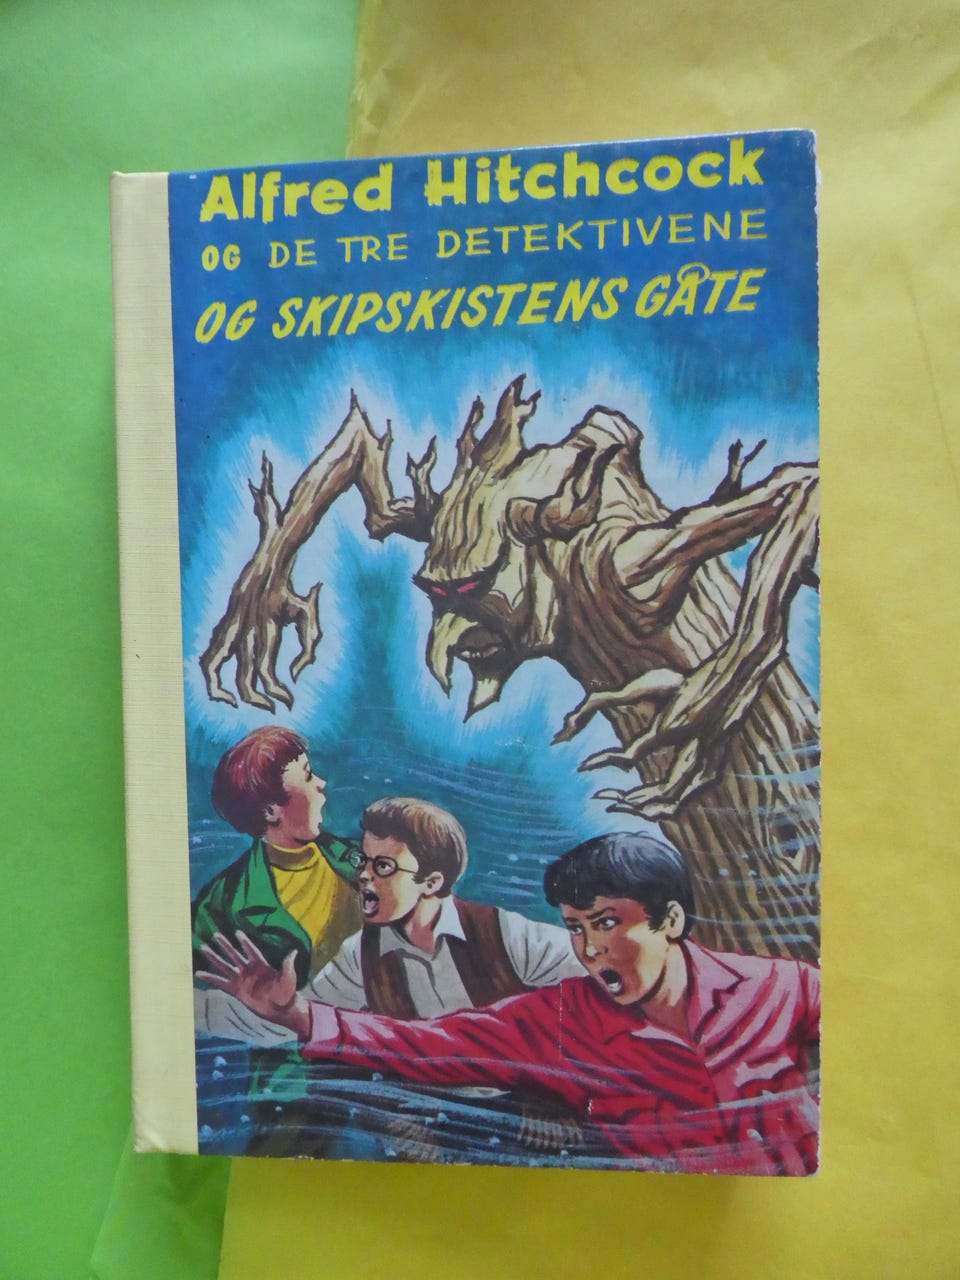 Alfred Hitchcock
OG DE TRE DETEKTIVENE
OG SKIPSKISTENS GÅTE